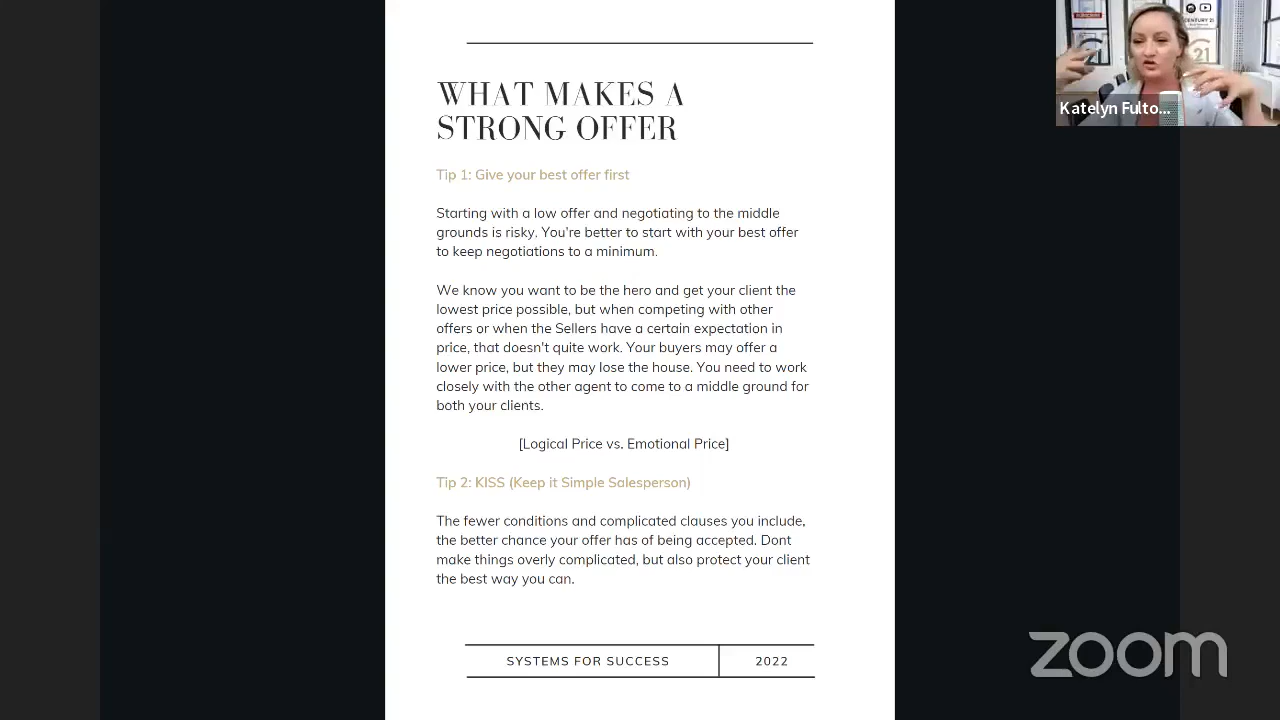 WHAT MAKES A
STRONG OFFER
Tip 1: Give your best offer first
Starting with a low offer and negotiating to the middle
grounds is risky. You're better to start with your best offer
to keep negotiations to a minimum.
We know you want to be the hero and get your client the
lowest price possible, but when competing with other
offers or when the Sellers have a certain expectation in
price, that doesn't quite work. Your buyers may offer a
lower price, but they may lose the house. You need to work
closely with the other agent to come to a middle ground for
both your clients.
[Logical Price vs. Emotional Price]
Tip 2: KISS (Keep it Simple Salesperson)
The fewer conditions and complicated clauses you include,
the better chance your offer has of being accepted. Dont
make things overly complicated, but also protect your client
the best way you can.
SYSTEMS FOR SUCCESS
2022
CENTURY 21
21
Katelyn Fulto...
zoom